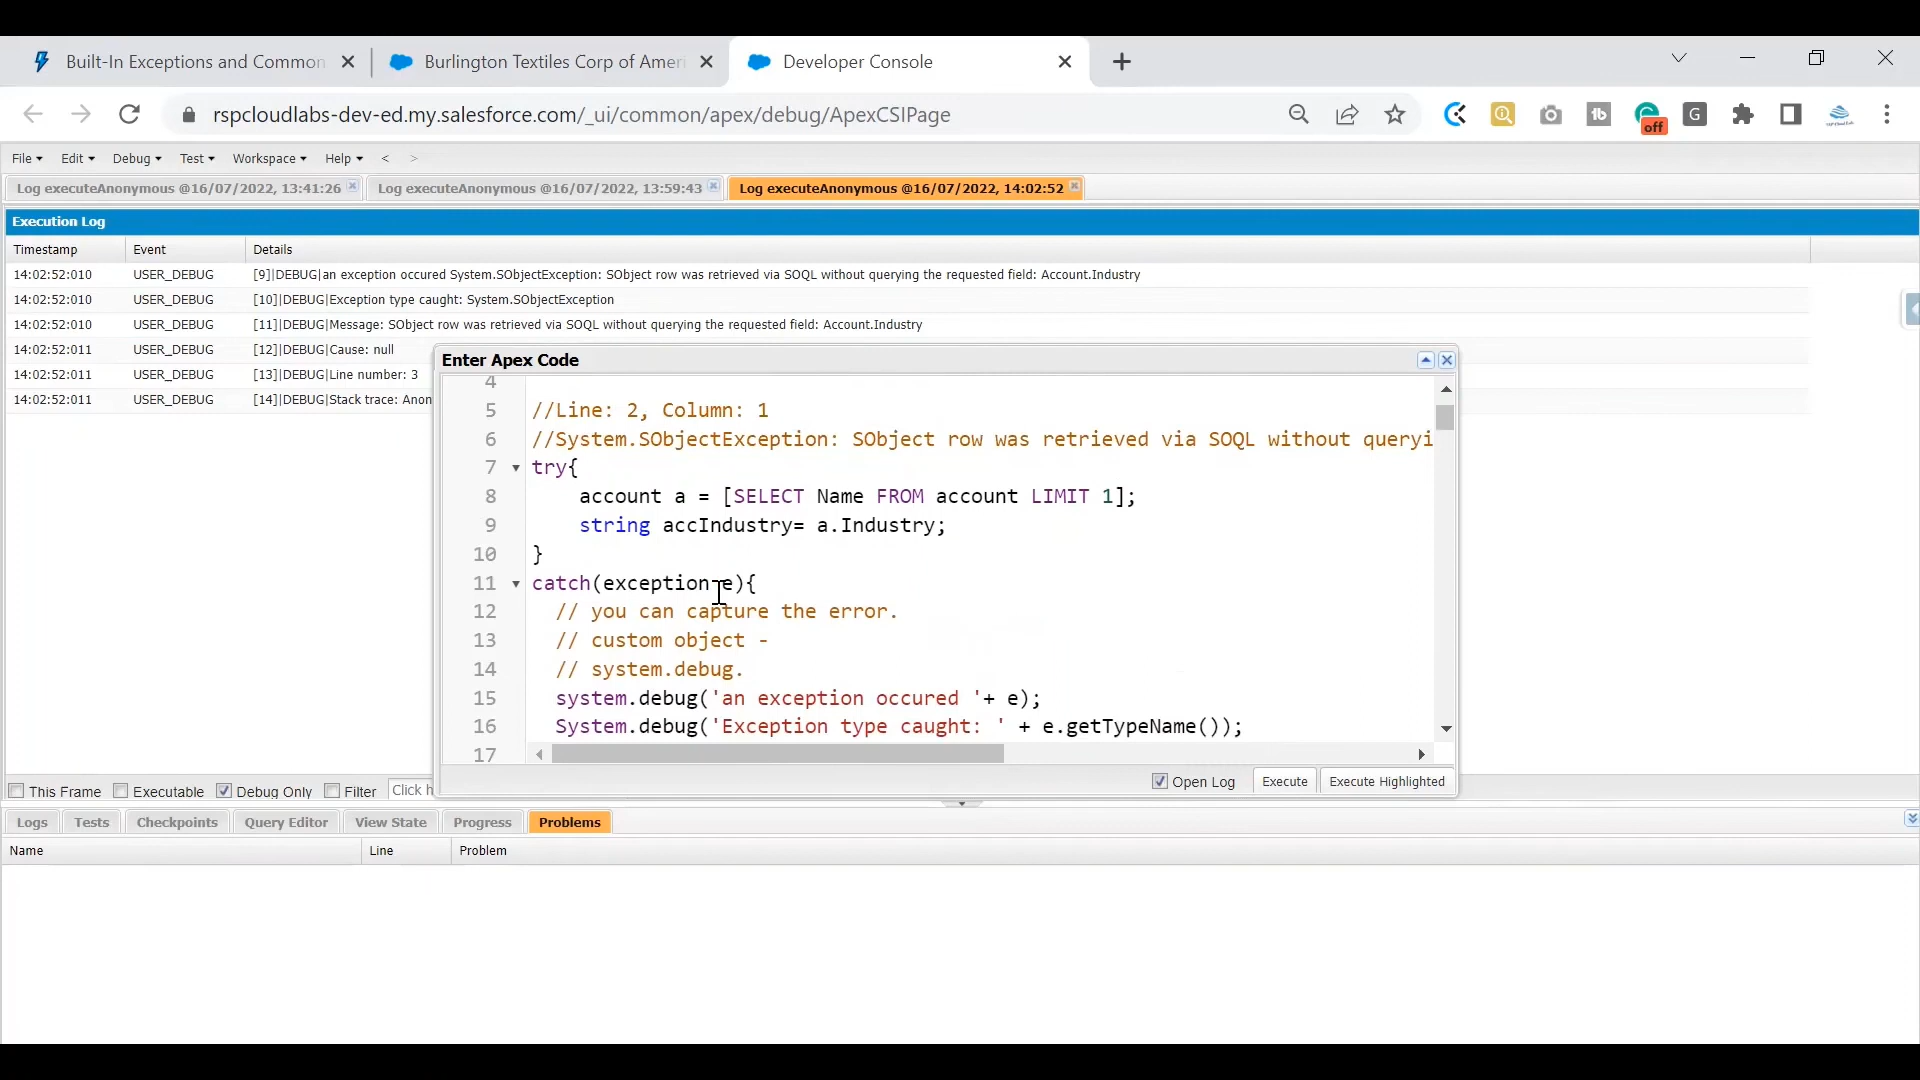 Built-In Exceptions and Common
Burlington Textiles Corp of Ameri
Developer Console
rspcloudlabs-dev-ed.my.salesforce.com/_ui/common/apex/debug/ApexCSIPage
off
File Edit Debug Test Workspace Help < >
Log executeAnonymous @16/07/2022, 13:41:26
Log executeAnonymous @16/07/2022, 13:59:43
Log executeAnonymous @16/07/2022, 14:02:52
Execution Log
Timestamp Event Details
14:02:52:010 USER_DEBUG [9]|DEBUG|an exception occured System.SObjectException: SObject row was retrieved via SOQL without querying the requested field: Account.Industry
14:02:52:010 USER_DEBUG [10]|DEBUG|Exception type caught: System.SObjectException
14:02:52:010 USER_DEBUG [11]|DEBUG|Message: SObject row was retrieved via SOQL without querying the requested field: Account.Industry
14:02:52:011 USER_DEBUG [12]|DEBUG|Cause: null
14:02:52:011 USER_DEBUG [13]|DEBUG|Line number: 3
14:02:52:011 USER_DEBUG [14]|DEBUG|Stack trace: Anon
Enter Apex Code
4
5 //Line: 2, Column: 1
6 //System.SObjectException: SObject row was retrieved via SOQL without queryi
7 try{
8 account a = [SELECT Name FROM account LIMIT 1];
9 string accIndustry= a.Industry;
10 }
11 catch(exception e){
12 // you can capture the error.
13 // custom object -
14 // system.debug.
15 system.debug('an exception occured '+ e);
16 System.debug('Exception type caught: ' + e.getTypeName());
17
Open Log Execute Execute Highlighted
This Frame Executable Debug Only Filter Click h
Logs Tests Checkpoints Query Editor View State Progress Problems
Name Line Problem